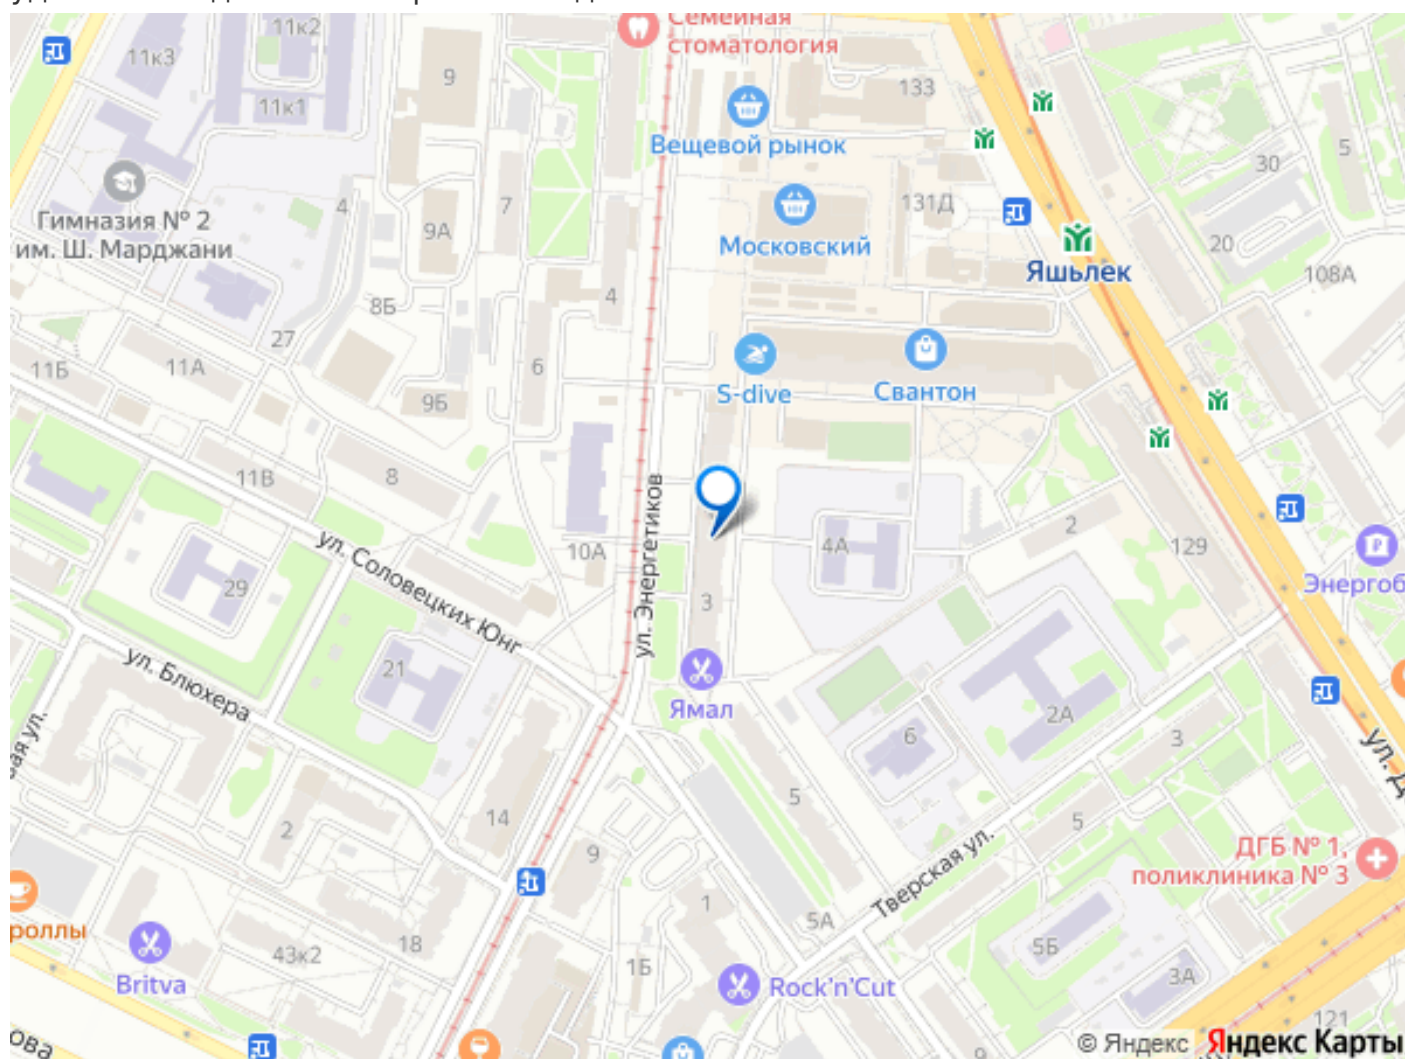 Семейная
стоматология
11к2
11к3
9
133
11к1
Вещевой рынок
30
5
Гимназия № 2
им. Ш. Марджани
4
7
131Д
9А
Московский
20
Яшьлек
108А
8Б
4
27
11Б
11А
6
S-dive
Свантон
9Б
11В
8
ул. Энергетиков
10А
4А
2
129
Энергоб
ул. Соловецких Юнг
29
3
21
ул. Блюхера
Ямал
2А
6
3
вая ул.
ул. Д
5
14
2
5
9
ДГБ № 1,
поликлиника № 3
Тверская ул.
1
5А
роллы
18
43к2
5Б
1Б
3А
Britva
Rock'n'Cut
121
ова
9
© Яндекс Яндекс Карты